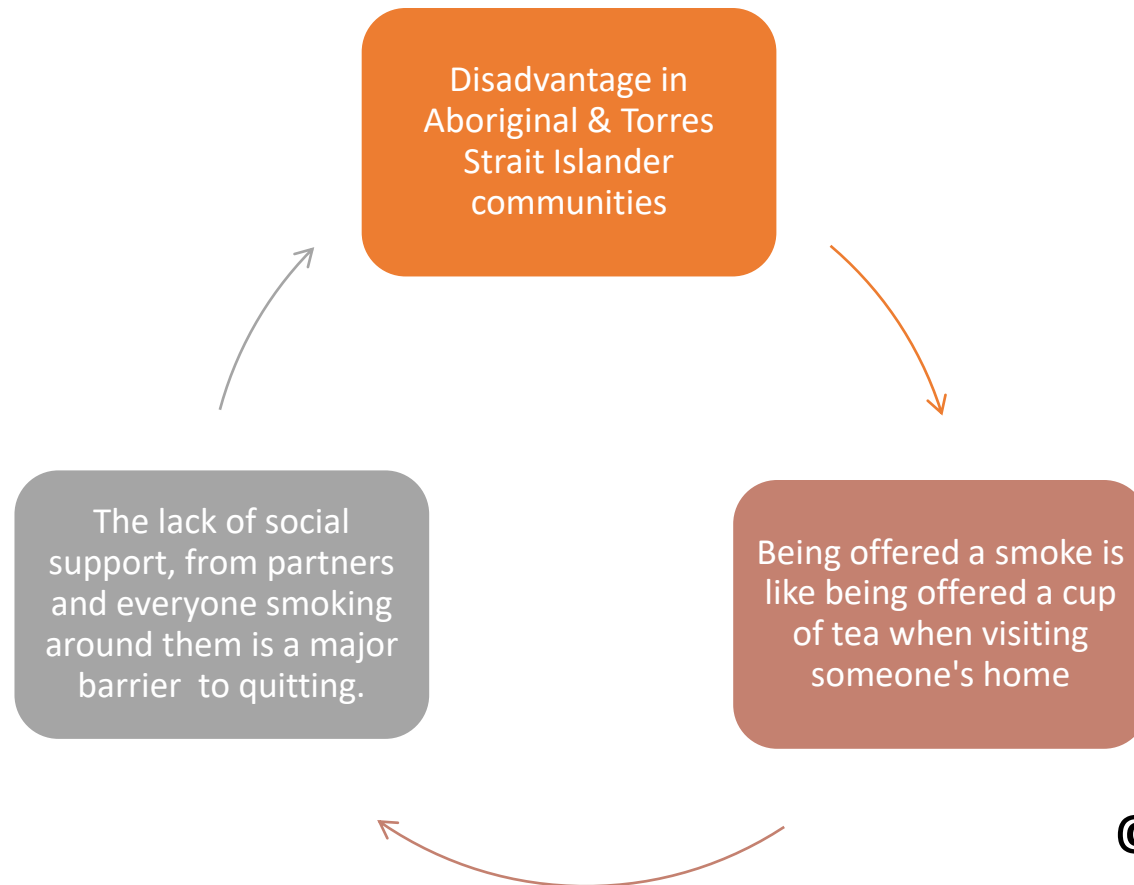 Disadvantage in
Aboriginal & Torres
Strait Islander
communities
The lack of social
support, from partners
and everyone smoking
around them is a major
barrier  to quitting.
Being offered a smoke is
like being offered a cup
of tea when visiting
someone's home